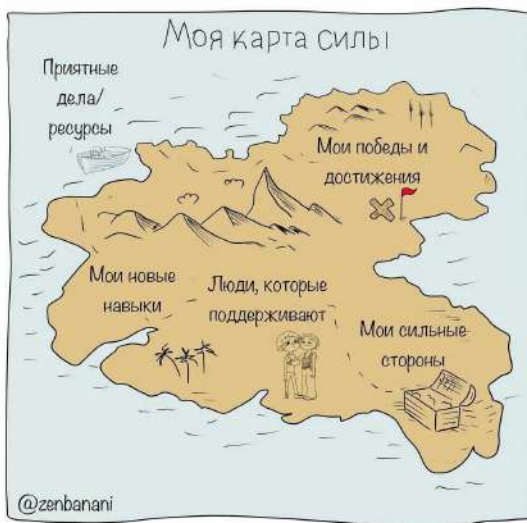 Моя карта силы
Приятные
дела/
ресурсы
Мои победы и
достижения
Мои новые
навыки
Люди, которые
поддерживают
Мои сильные
стороны
@zenbanani